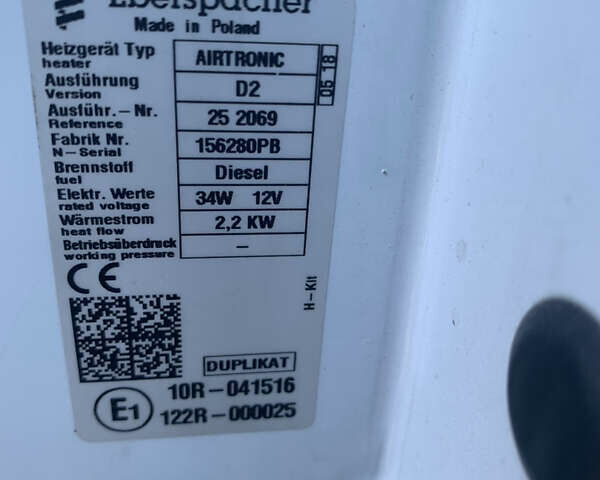 Eberspächer
Made in Poland
Heizgerät Typ AIRTRONIC
heater
05 18
Ausführung D2
Version
Ausführ.-Nr. 25 2069
Reference
Fabrik Nr. 156280PB
N-Serial
Brennstoff Diesel
fuel
Elektr. Werte 34W 12V
rated voltage
Wärmestrom 2,2 KW
heat flow
Betriebsüberdruck –
working pressure
CE
H-Kit
DUPLIKAT
E1 10R-041516
122R-000025